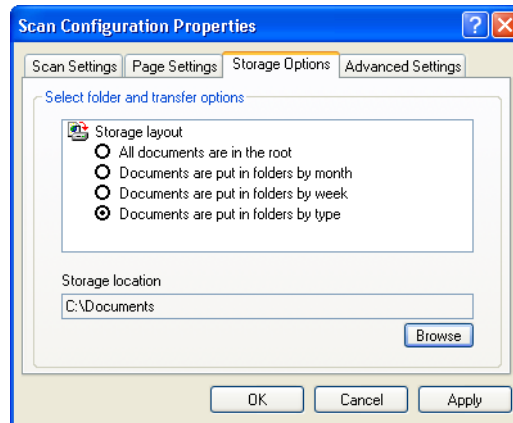 Scan Configuration Properties
Scan Settings Page Settings Storage Options Advanced Settings
Select folder and transfer options
Storage layout
All documents are in the root
Documents are put in folders by month
Documents are put in folders by week
Documents are put in folders by type
Storage location
C:\Documents
Browse
OK Cancel Apply